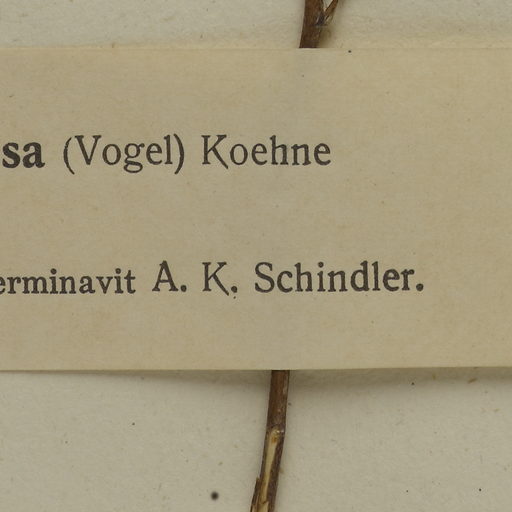 sa (Vogel) Koehne
erminavit A. K. Schindler.